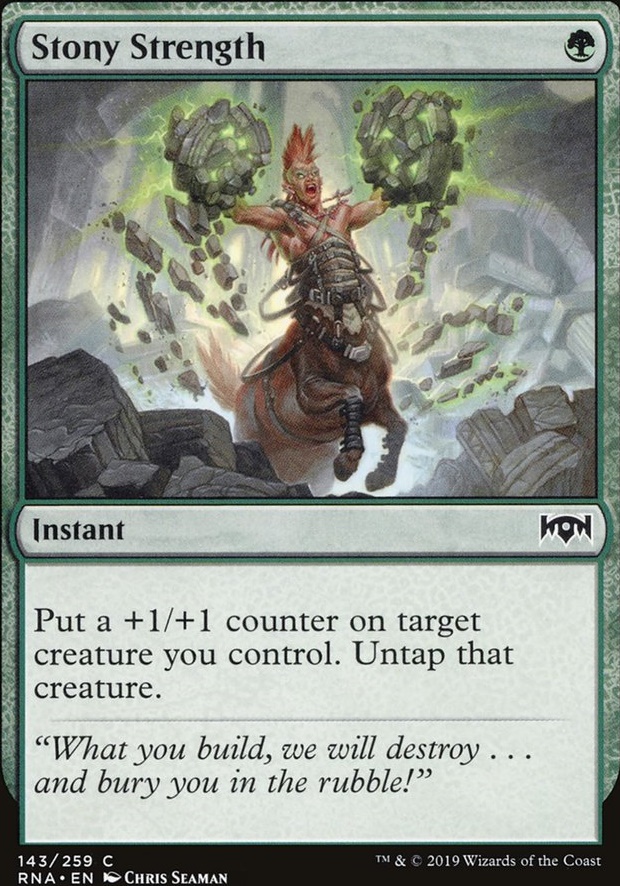 Stony Strength
Instant
Put a +1/+1 counter on target
creature you control. Untap that
creature.
“What you build, we will destroy . . .
and bury you in the rubble!”
143/259 C
RNA • EN Chris Seaman
™ & © 2019 Wizards of the Coast